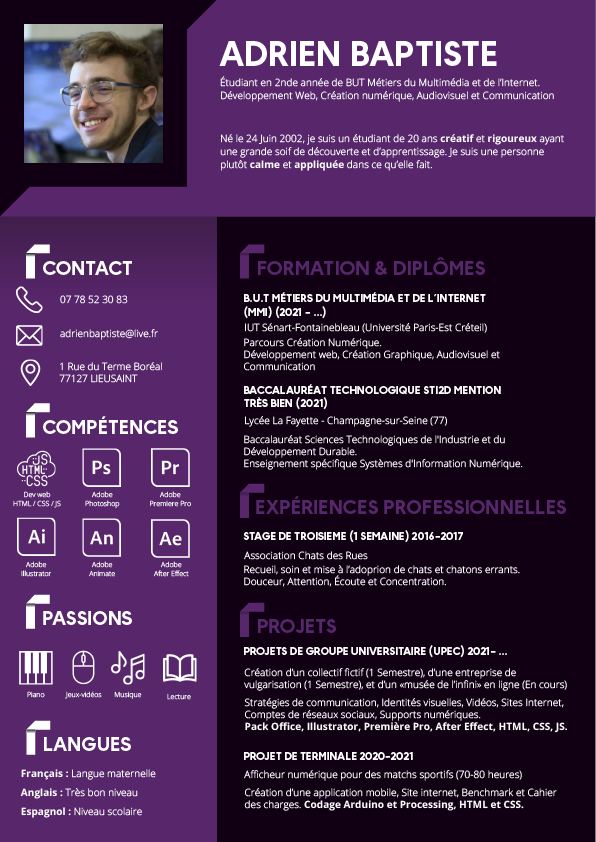 ADRIEN BAPTISTE
Étudiant en 2nde année de BUT Métiers du Multimédia et de l'Internet.
Développement Web, Création numérique, Audiovisuel et Communication
Né le 24 Juin 2002, je suis un étudiant de 20 ans créatif et rigoureux ayant
une grande soif de découverte et d'apprentissage. Je suis une personne
plutôt calme et appliquée dans ce qu'elle fait.
CONTACT
07 78 52 30 83
adrienbaptiste@live.fr
1 Rue du Terme Boréal
77127 LIEUSAINT
COMPÉTENCES
JS
HTML
CSS
Dev web
HTML / CSS / JS
Ps
Adobe
Photoshop
Pr
Adobe
Premiere Pro
Ai
Adobe
Illustrator
An
Adobe
Animate
Ae
Adobe
After Effect
PASSIONS
Piano
Jeux-vidéos
Musique
Lecture
LANGUES
Français : Langue maternelle
Anglais : Très bon niveau
Espagnol : Niveau scolaire
FORMATION & DIPLÔMES
B.U.T MÉTIERS DU MULTIMÉDIA ET DE L'INTERNET
(MMI) (2021 - ...)
IUT Sénart-Fontainebleau (Université Paris-Est Créteil)
Parcours Création Numérique.
Développement web, Création Graphique, Audiovisuel et
Communication
BACCALAURÉAT TECHNOLOGIQUE STI2D MENTION
TRÈS BIEN (2021)
Lycée La Fayette - Champagne-sur-Seine (77)
Baccalauréat Sciences Technologiques de l'Industrie et du
Développement Durable.
Enseignement spécifique Systèmes d'Information Numérique.
EXPÉRIENCES PROFESSIONNELLES
STAGE DE TROISIEME (1 SEMAINE) 2016-2017
Association Chats des Rues
Recueil, soin et mise à l'adoprion de chats et chatons errants.
Douceur, Attention, Écoute et Concentration.
PROJETS
PROJETS DE GROUPE UNIVERSITAIRE (UPEC) 2021- ...
Création d'un collectif fictif (1 Semestre), d'une entreprise de
vulgarisation (1 Semestre), et d'un «musée de l'infini» en ligne (En cours)
Stratégies de communication, Identités visuelles, Vidéos, Sites Internet,
Comptes de réseaux sociaux, Supports numériques.
Pack Office, Illustrator, Première Pro, After Effect, HTML, CSS, JS.
PROJET DE TERMINALE 2020-2021
Afficheur numérique pour des matchs sportifs (70-80 heures)
Création d'une application mobile, Site internet, Benchmark et Cahier
des charges. Codage Arduino et Processing, HTML et CSS.